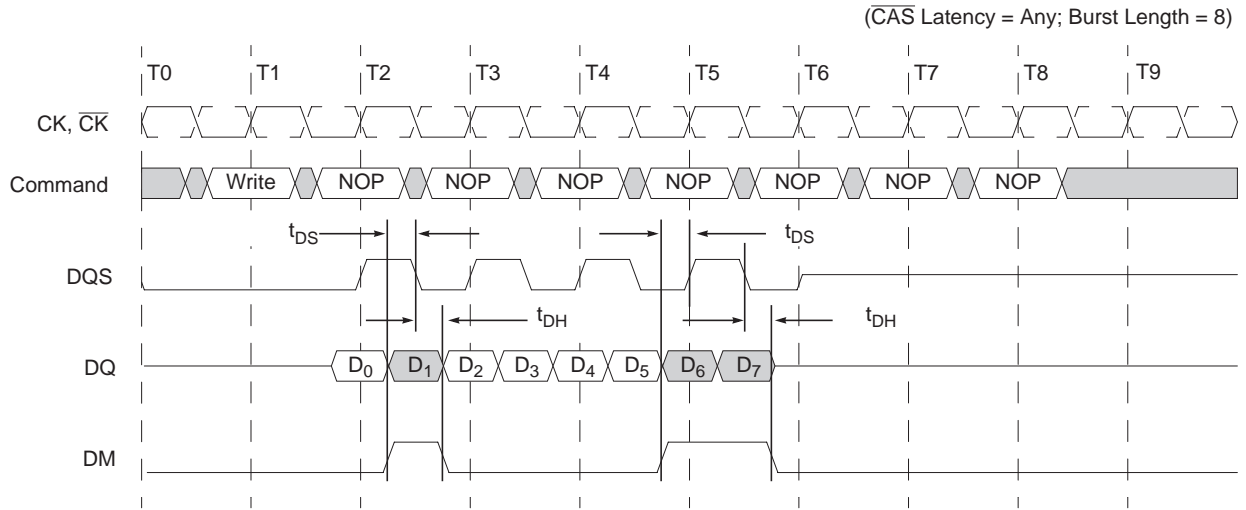 (CAS Latency = Any; Burst Length = 8)
T0 T1 T2 T3 T4 T5 T6 T7 T8 T9
CK, CK
Command Write NOP NOP NOP NOP NOP NOP NOP
tDS tDS
DQS
tDH tDH
DQ D0 D1 D2 D3 D4 D5 D6 D7
DM